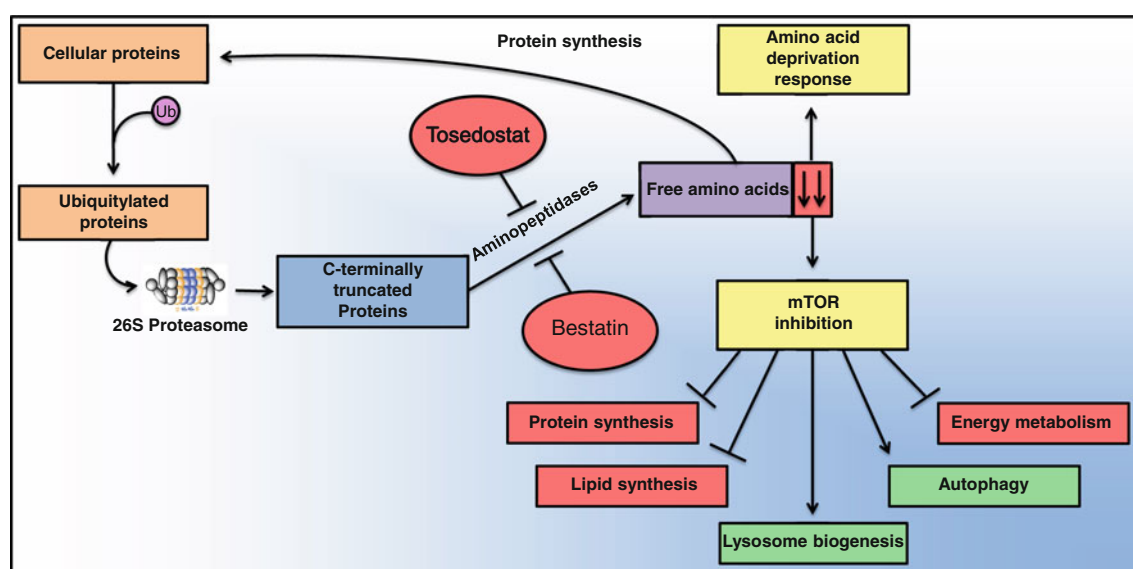 Cellular proteins
Protein synthesis
Amino acid
deprivation
response
Ub
Tosedostat
Ubiquitylated
proteins
Aminopeptidases
Free amino acids
C-terminally
truncated
Proteins
26S Proteasome
Bestatin
mTOR
inhibition
Protein synthesis
Energy metabolism
Lipid synthesis
Autophagy
Lysosome biogenesis